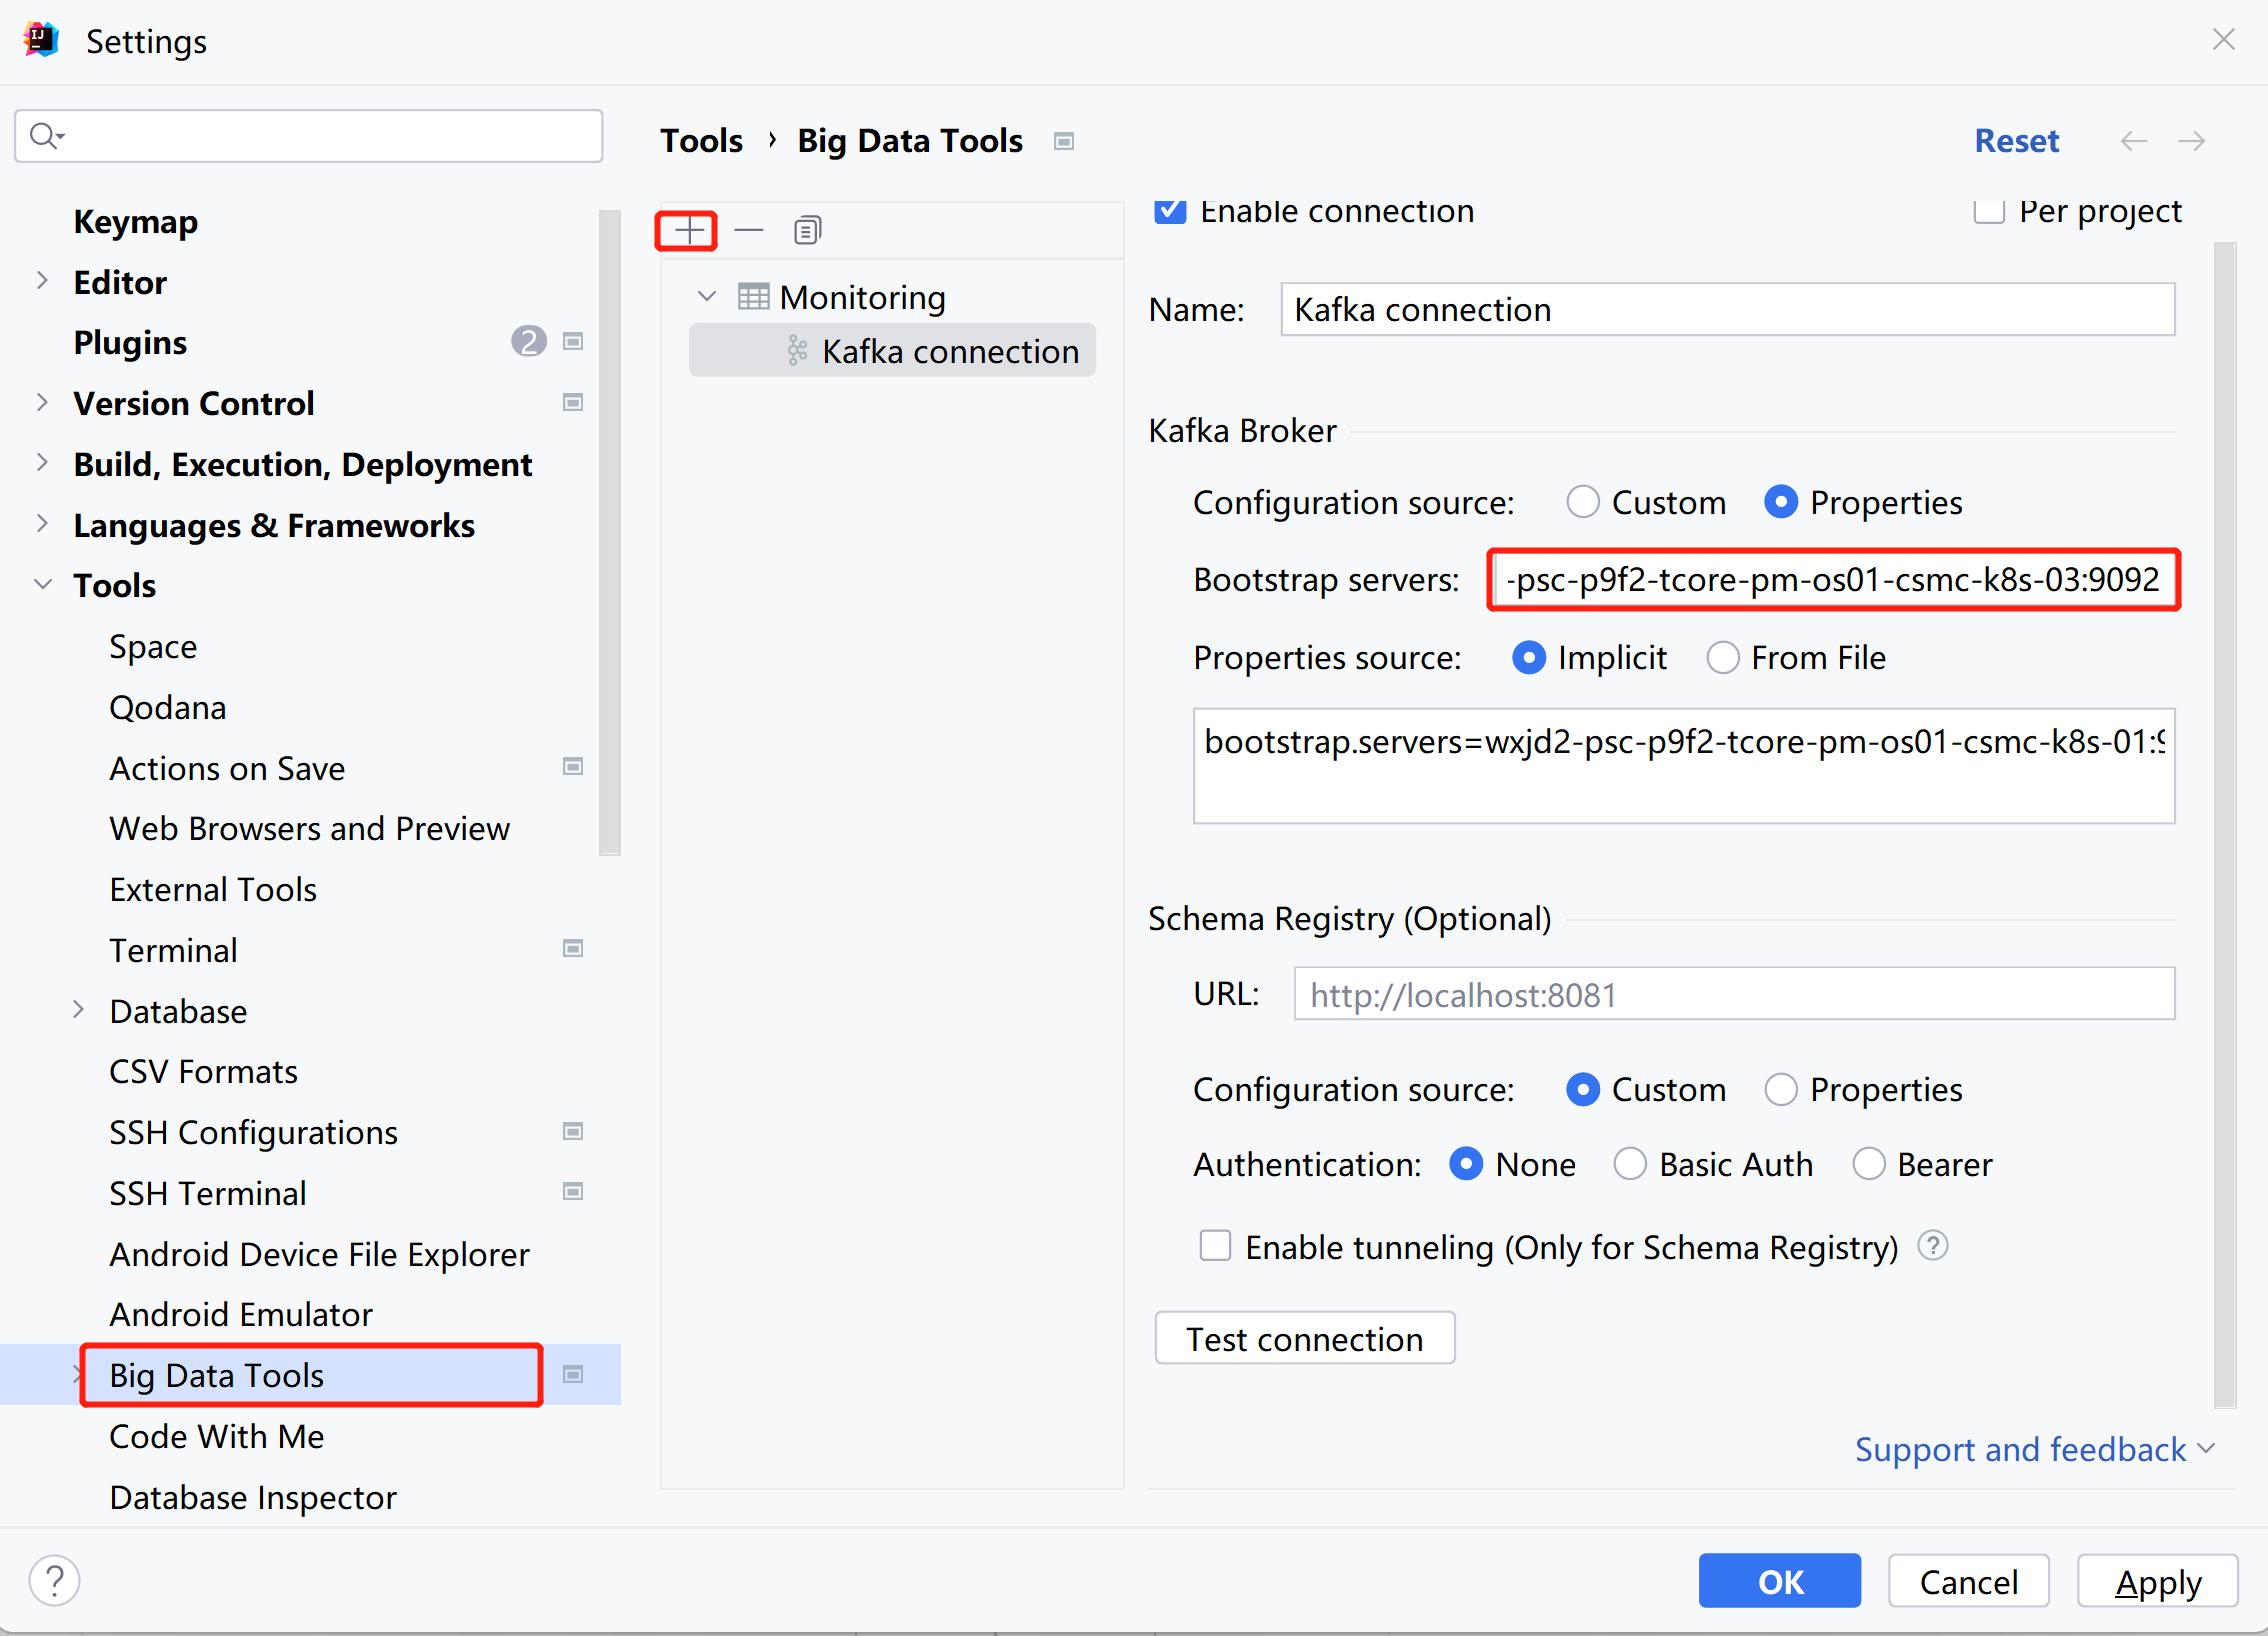 Settings
Keymap
Editor
Plugins 2
Version Control
Build, Execution, Deployment
Languages & Frameworks
Tools
Space
Qodana
Actions on Save
Web Browsers and Preview
External Tools
Terminal
Database
CSV Formats
SSH Configurations
SSH Terminal
Android Device File Explorer
Android Emulator
Big Data Tools
Code With Me
Database Inspector
Tools › Big Data Tools
Reset
Monitoring
Kafka connection
Enable connection
Per project
Name: Kafka connection
Kafka Broker
Configuration source: Custom Properties
Bootstrap servers: -psc-p9f2-tcore-pm-os01-csmc-k8s-03:9092
Properties source: Implicit From File
bootstrap.servers=wxjd2-psc-p9f2-tcore-pm-os01-csmc-k8s-01:9
Schema Registry (Optional)
URL: http://localhost:8081
Configuration source: Custom Properties
Authentication: None Basic Auth Bearer
Enable tunneling (Only for Schema Registry) ?
Test connection
Support and feedback
? OK Cancel Apply